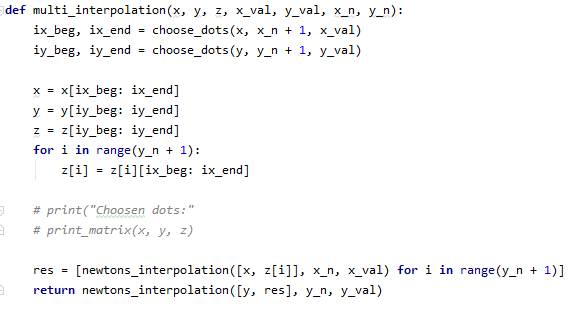 def multi_interpolation(x, y, z, x_val, y_val, x_n, y_n):
    ix_beg, ix_end = choose_dots(x, x_n + 1, x_val)
    iy_beg, iy_end = choose_dots(y, y_n + 1, y_val)

    x = x[ix_beg: ix_end]
    y = y[iy_beg: iy_end]
    z = z[iy_beg: iy_end]
    for i in range(y_n + 1):
        z[i] = z[i][ix_beg: ix_end]

    # print("Choosen dots:"
    # print_matrix(x, y, z)

    res = [newtons_interpolation([x, z[i]], x_n, x_val) for i in range(y_n + 1)]
    return newtons_interpolation([y, res], y_n, y_val)